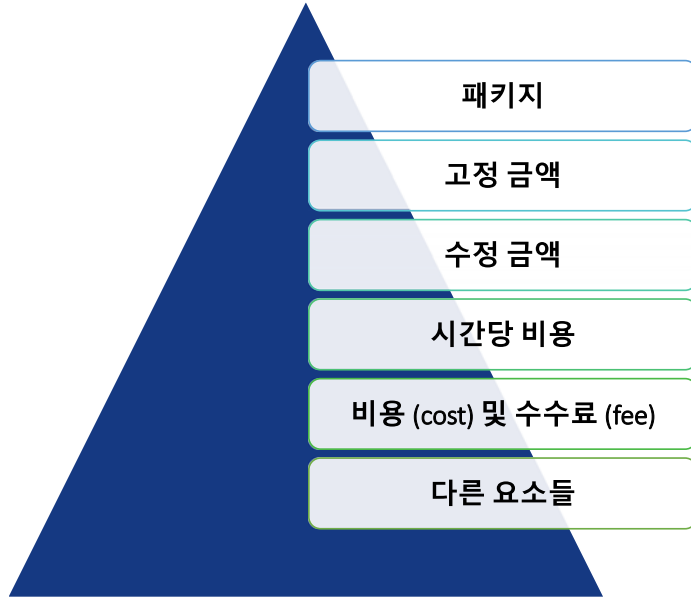 패키지
고정 금액
수정 금액
시간당 비용
비용 (cost) 및 수수료 (fee)
다른 요소들